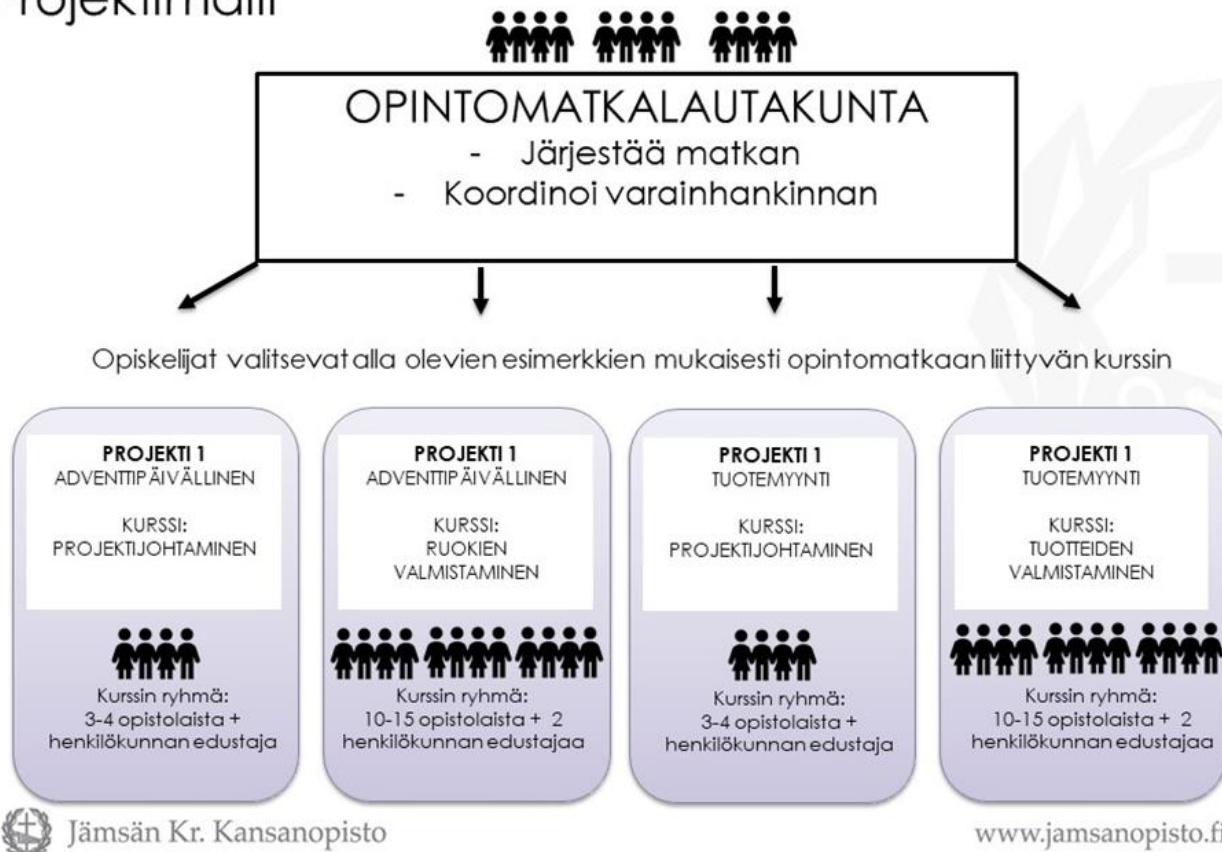 rojektimalli
OPINTOMATKALAUTAKUNTA
- Järjestää matkan
- Koordinoi varainhankinnan
Opiskelijat valitsevat alla olevien esimerkkien mukaisesti opintomatkaan liittyvän kurssin
PROJEKTI 1
ADVENTTIPÄIVÄLLINEN
KURSSI:
PROJEKTIJOHTAMINEN
Kurssin ryhmä:
3-4 opistolaista +
henkilökunnan edustaja
PROJEKTI 1
ADVENTTIPÄIVÄLLINEN
KURSSI:
RUOKIEN
VALMISTAMINEN
Kurssin ryhmä:
10-15 opistolaista + 2
henkilökunnan edustajaa
PROJEKTI 1
TUOTEMYYNTI
KURSSI:
PROJEKTIJOHTAMINEN
Kurssin ryhmä:
3-4 opistolaista +
henkilökunnan edustaja
PROJEKTI 1
TUOTEMYYNTI
KURSSI:
TUOTTEIDEN
VALMISTAMINEN
Kurssin ryhmä:
10-15 opistolaista + 2
henkilökunnan edustajaa
Jämsän Kr. Kansanopisto
www.jamsanopisto.fi